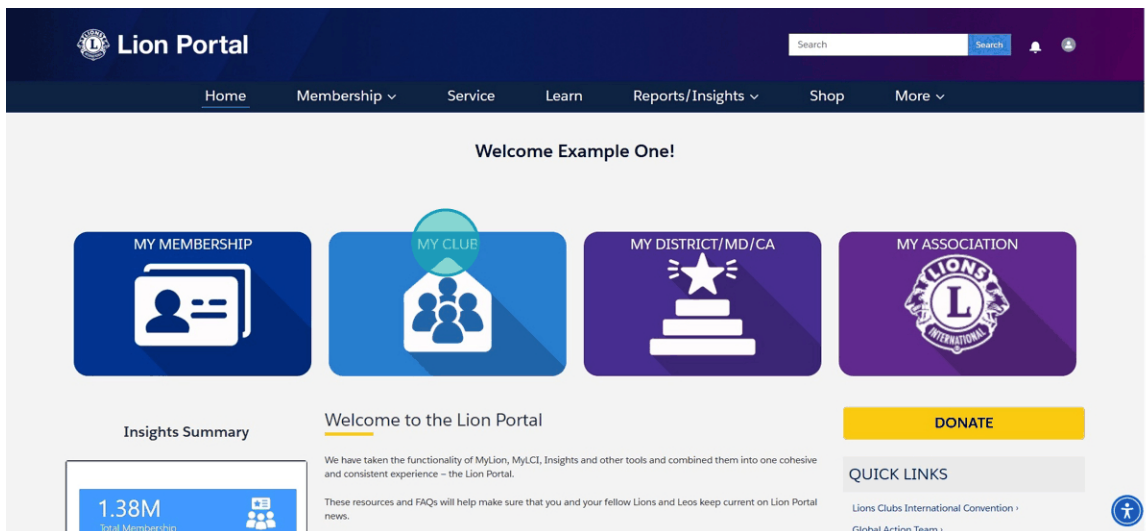 Lion Portal
Search
Search
Home
Membership
Service
Learn
Reports/Insights
Shop
More
Welcome Example One!
MY MEMBERSHIP
MY CLUB
MY DISTRICT/MD/CA
MY ASSOCIATION
LIONS
L
INTERNATIONAL
Insights Summary
1.38M
Total Membership
Welcome to the Lion Portal
We have taken the functionality of MyLion, MyLCI, Insights and other tools and combined them into one cohesive
and consistent experience – the Lion Portal.
These resources and FAQs will help make sure that you and your fellow Lions and Leos keep current on Lion Portal
news.
DONATE
QUICK LINKS
Lions Clubs International Convention ›
Global Action Team ›